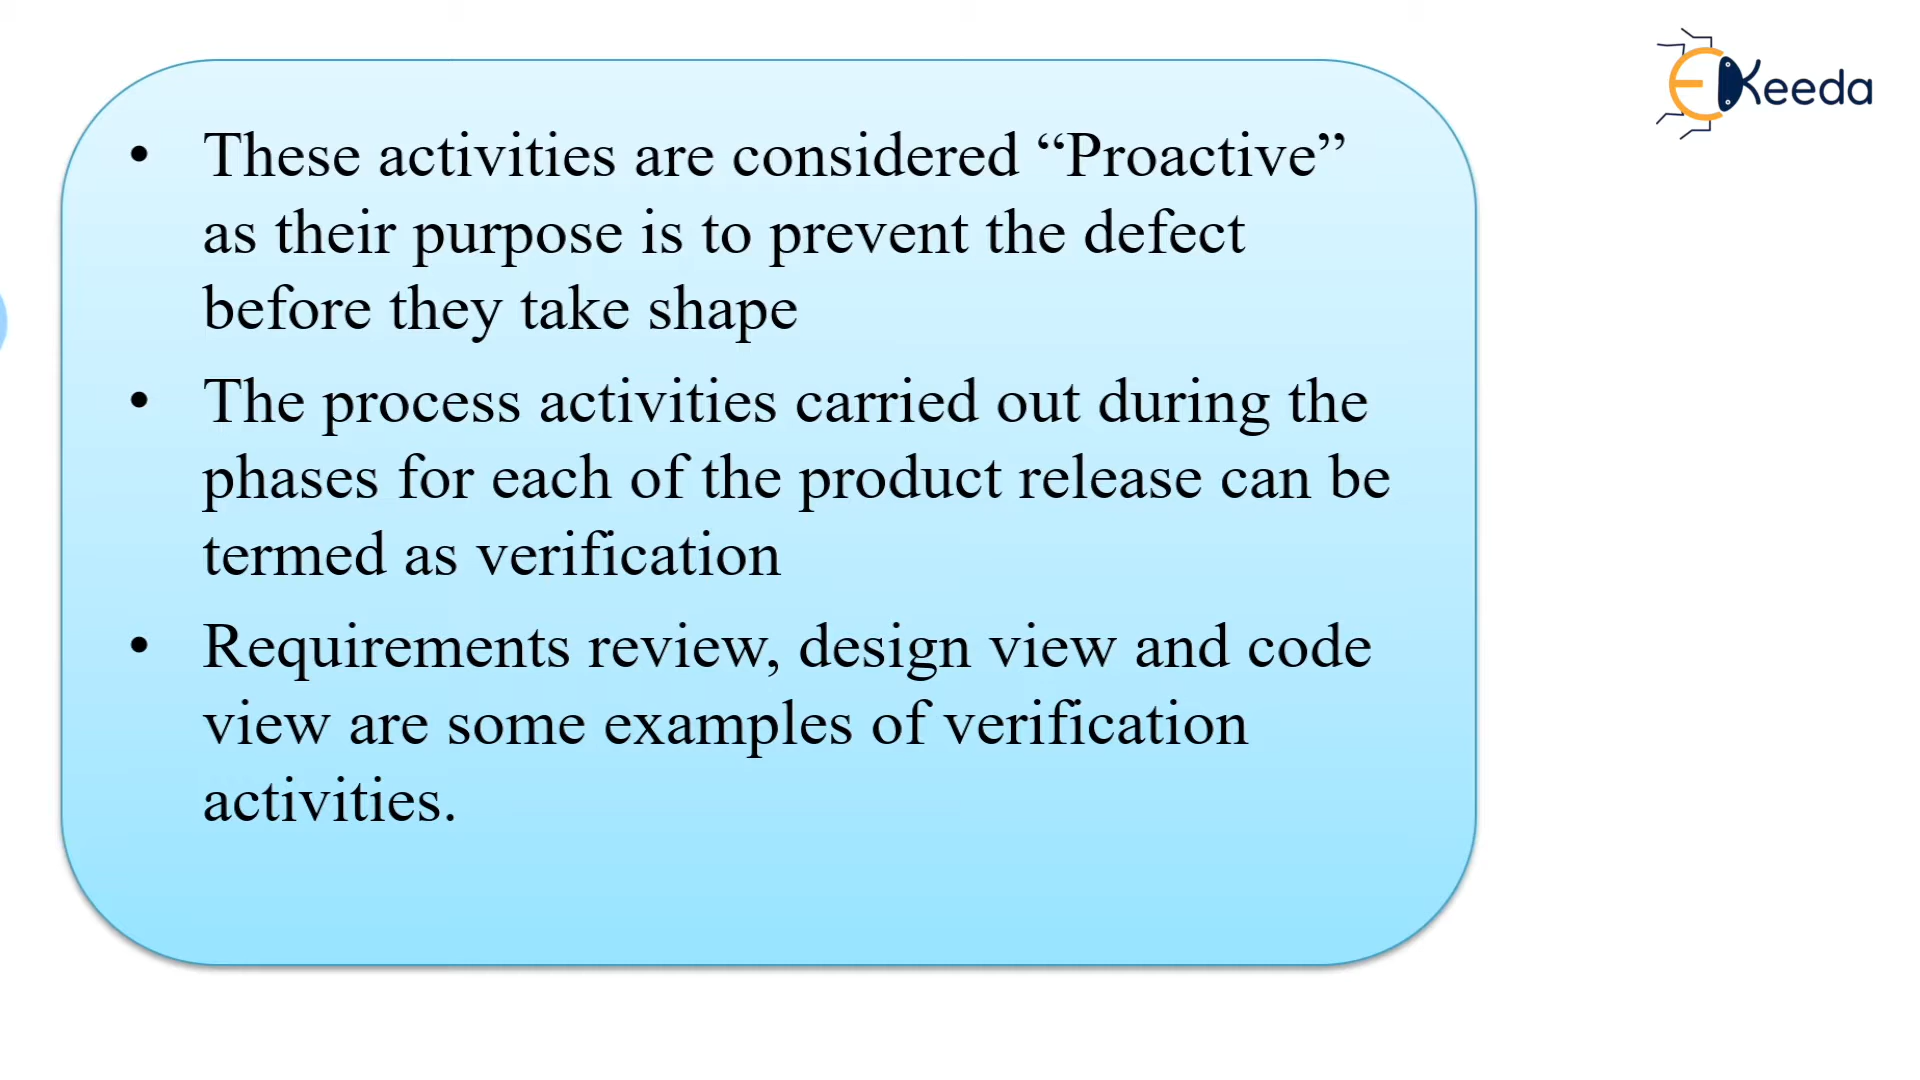 EKeeda
• These activities are considered “Proactive”
as their purpose is to prevent the defect
before they take shape
• The process activities carried out during the
phases for each of the product release can be
termed as verification
• Requirements review, design view and code
view are some examples of verification
activities.